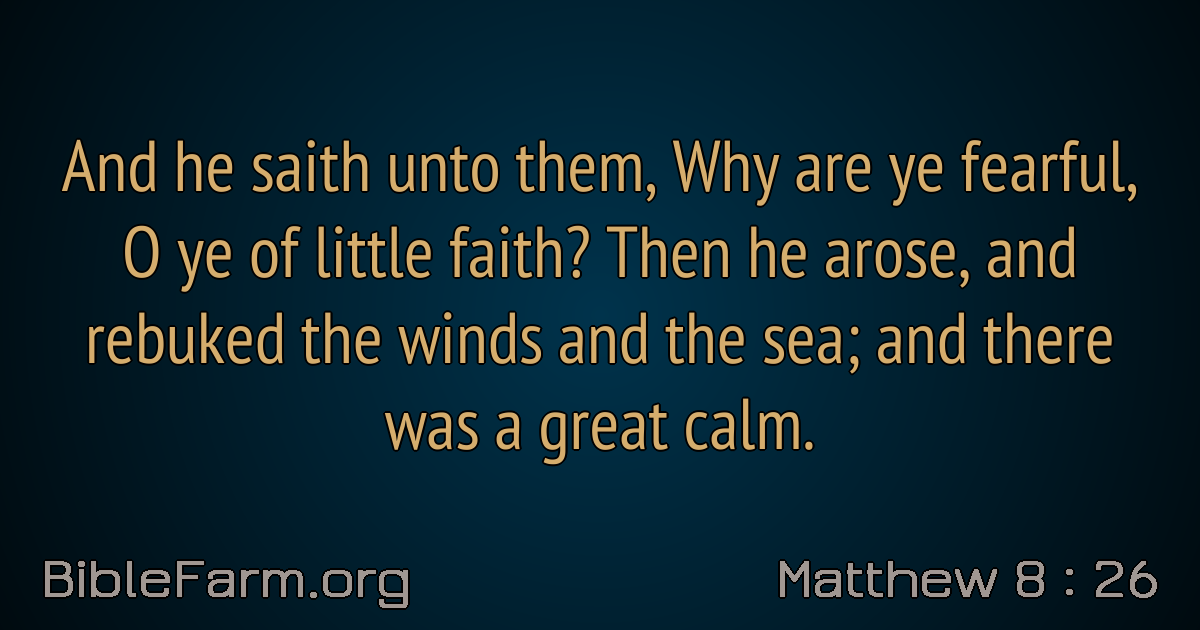 And he saith unto them, Why are ye fearful,
O ye of little faith? Then he arose, and
rebuked the winds and the sea; and there
was a great calm.
BibleFarm.org
Matthew 8 : 26